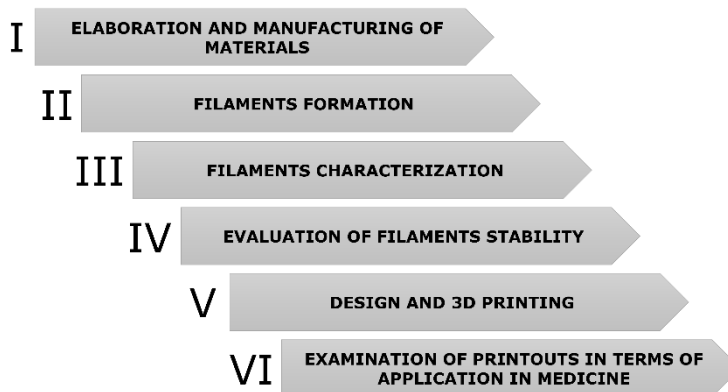 I
ELABORATION AND MANUFACTURING OF
MATERIALS
II
FILAMENTS FORMATION
III
FILAMENTS CHARACTERIZATION
IV
EVALUATION OF FILAMENTS STABILITY
V
DESIGN AND 3D PRINTING
VI
EXAMINATION OF PRINTOUTS IN TERMS OF
APPLICATION IN MEDICINE